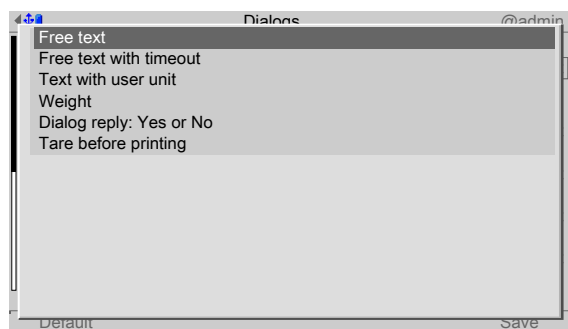 Dialogs @admin
Free text
Free text with timeout
Text with user unit
Weight
Dialog reply: Yes or No
Tare before printing
Default Save